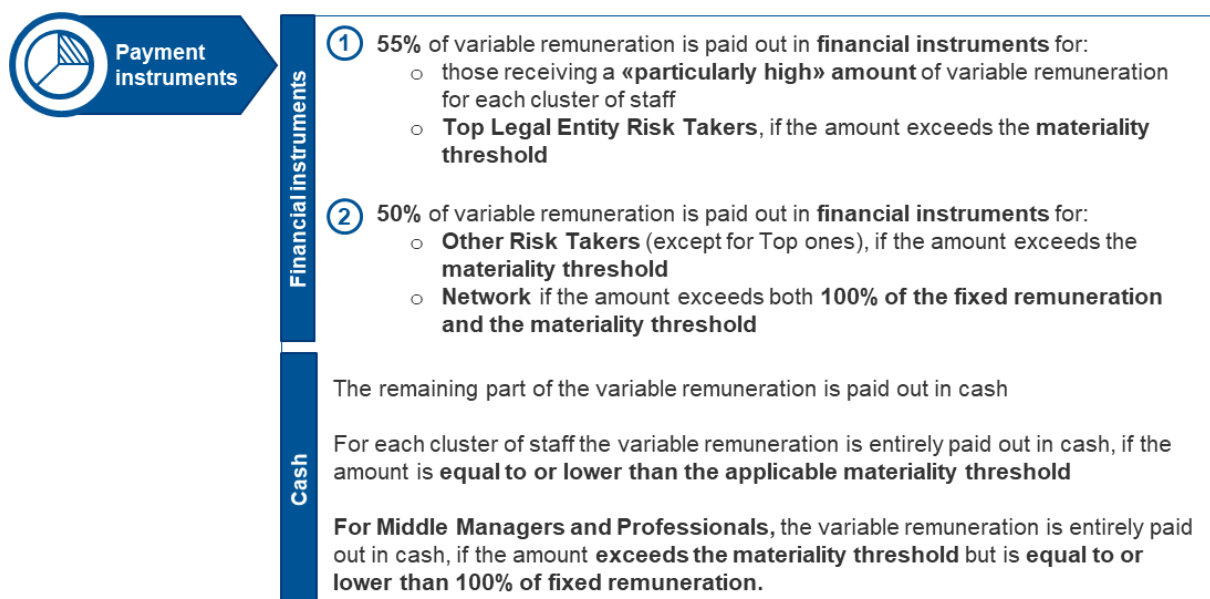 Payment
instruments
Financial instruments
1 55% of variable remuneration is paid out in financial instruments for:
o those receiving a «particularly high» amount of variable remuneration
for each cluster of staff
o Top Legal Entity Risk Takers, if the amount exceeds the materiality
threshold
2 50% of variable remuneration is paid out in financial instruments for:
o Other Risk Takers (except for Top ones), if the amount exceeds the
materiality threshold
o Network if the amount exceeds both 100% of the fixed remuneration
and the materiality threshold
Cash
The remaining part of the variable remuneration is paid out in cash
For each cluster of staff the variable remuneration is entirely paid out in cash, if the
amount is equal to or lower than the applicable materiality threshold
For Middle Managers and Professionals, the variable remuneration is entirely paid
out in cash, if the amount exceeds the materiality threshold but is equal to or
lower than 100% of fixed remuneration.